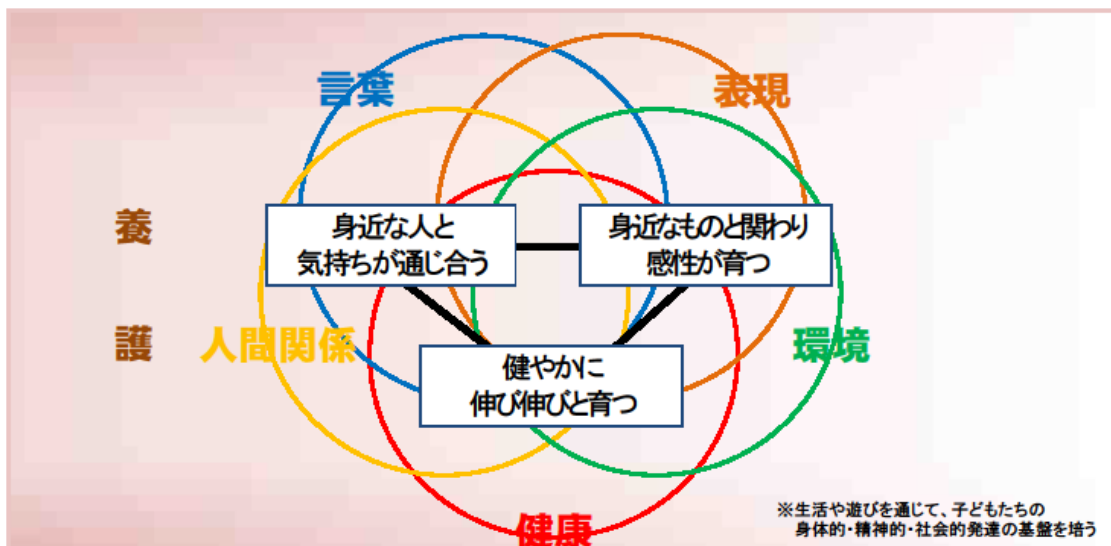 言葉
表現
養
護
身近な人と
気持ちが通じ合う
身近なものと関わり
感性が育つ
人間関係
環境
健やかに
伸び伸びと育つ
健康
※生活や遊びを通じて、子どもたちの
身体的・精神的・社会的発達の基盤を培う